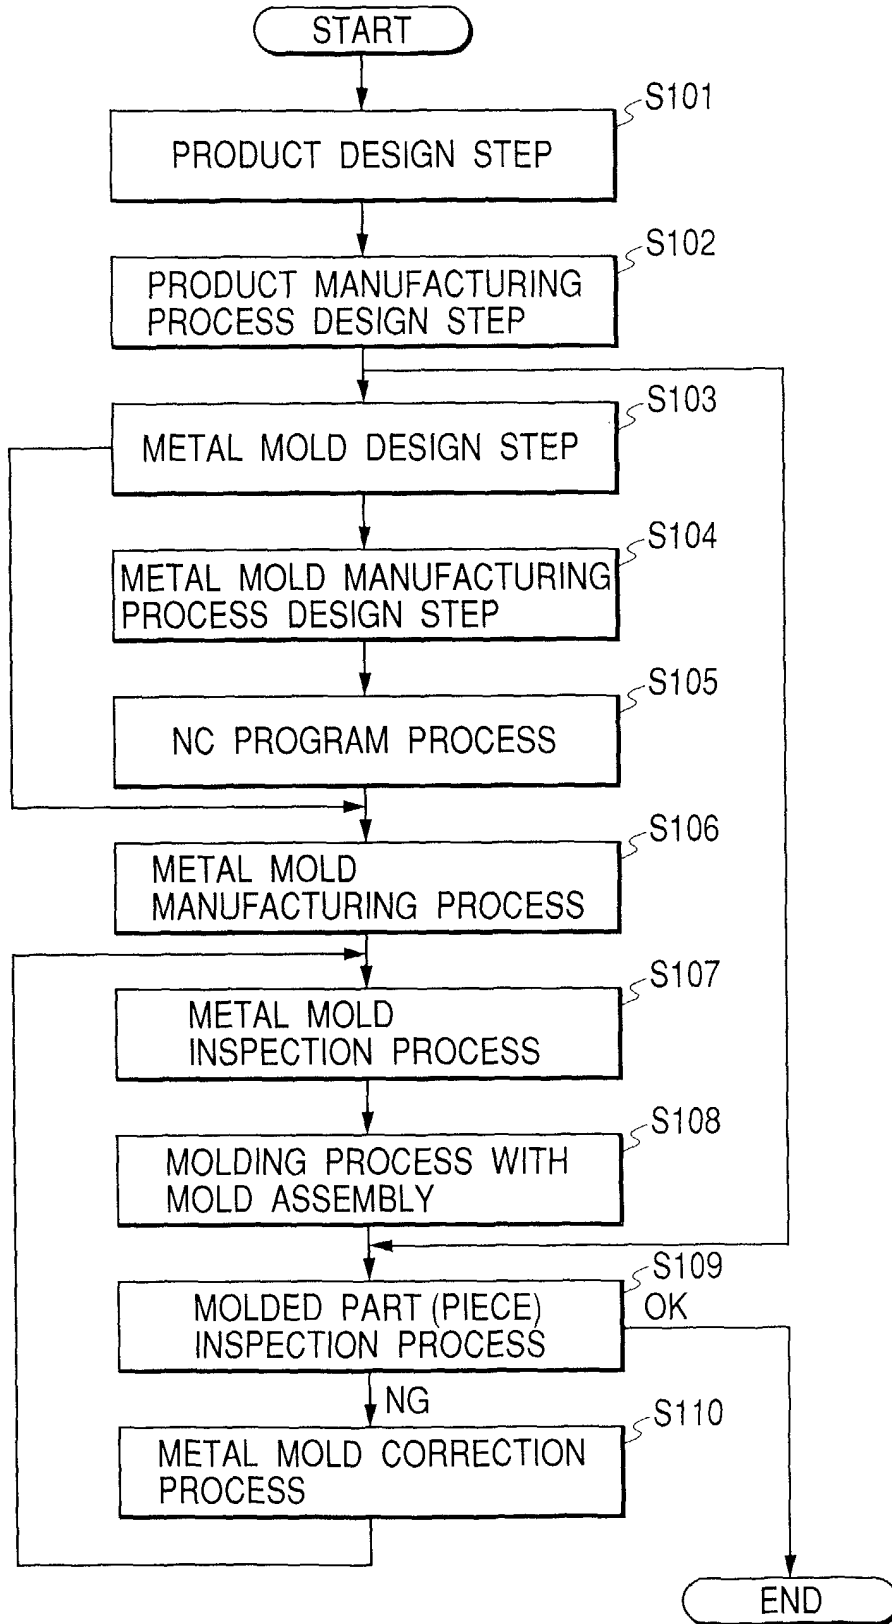 START
S101
PRODUCT DESIGN STEP
S102
PRODUCT MANUFACTURING
PROCESS DESIGN STEP
S103
METAL MOLD DESIGN STEP
S104
METAL MOLD MANUFACTURING
PROCESS DESIGN STEP
S105
NC PROGRAM PROCESS
S106
METAL MOLD
MANUFACTURING PROCESS
S107
METAL MOLD
INSPECTION PROCESS
S108
MOLDING PROCESS WITH
MOLD ASSEMBLY
S109
MOLDED PART (PIECE)
INSPECTION PROCESS
OK
NG
S110
METAL MOLD CORRECTION
PROCESS
END